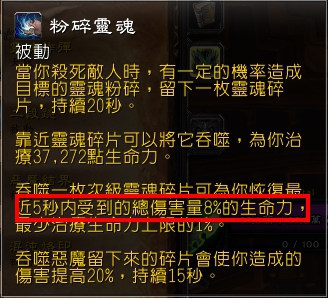 粉碎靈魂
被動
當你殺死敵人時，有一定的機率造成
目標的靈魂粉碎，留下一枚靈魂碎
片，持續20秒。
靠近靈魂碎片可以將它吞噬，為你治
療37,272點生命力。
吞噬一枚次級靈魂碎片可為你恢復最
近5秒內受到的總傷害量8%的生命力，
最少治療生命力上限的1%。
吞噬惡魔留下來的碎片會使你造成的
傷害提高20%，持續15秒。